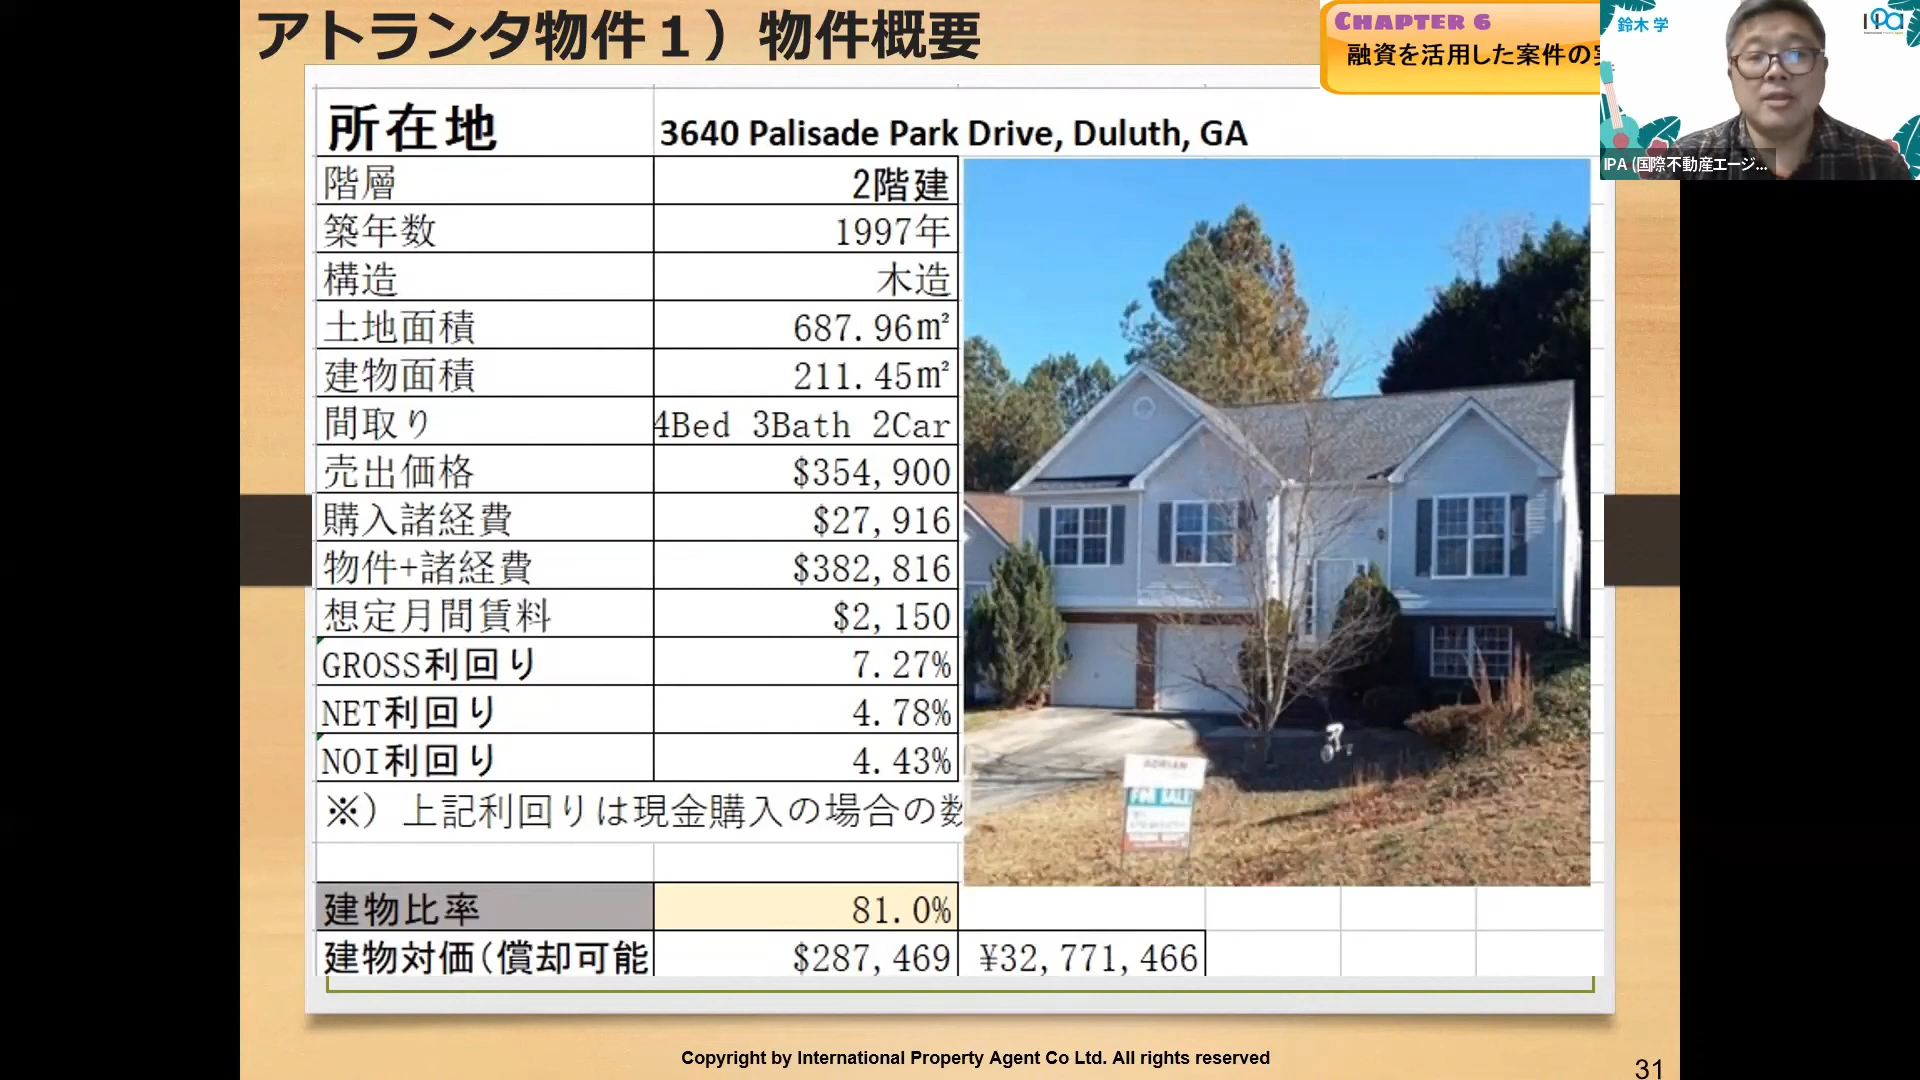 アトランタ物件１）物件概要
CHAPTER 6
融資を活用した案件の
鈴木 学
IPA
IPA (国際不動産エージ...
所在地 3640 Palisade Park Drive, Duluth, GA
階層 2階建
築年数 1997年
構造 木造
土地面積 687.96㎡
建物面積 211.45㎡
間取り 4Bed 3Bath 2Car
売出価格 $354,900
購入諸経費 $27,916
物件+諸経費 $382,816
想定月間賃料 $2,150
GROSS利回り 7.27%
NET利回り 4.78%
NOI利回り 4.43%
※）上記利回りは現金購入の場合の数
ADRIAN
FOR SALE
建物比率 81.0%
建物対価(償却可能 $287,469 ¥32,771,466
Copyright by International Property Agent Co Ltd. All rights reserved
31